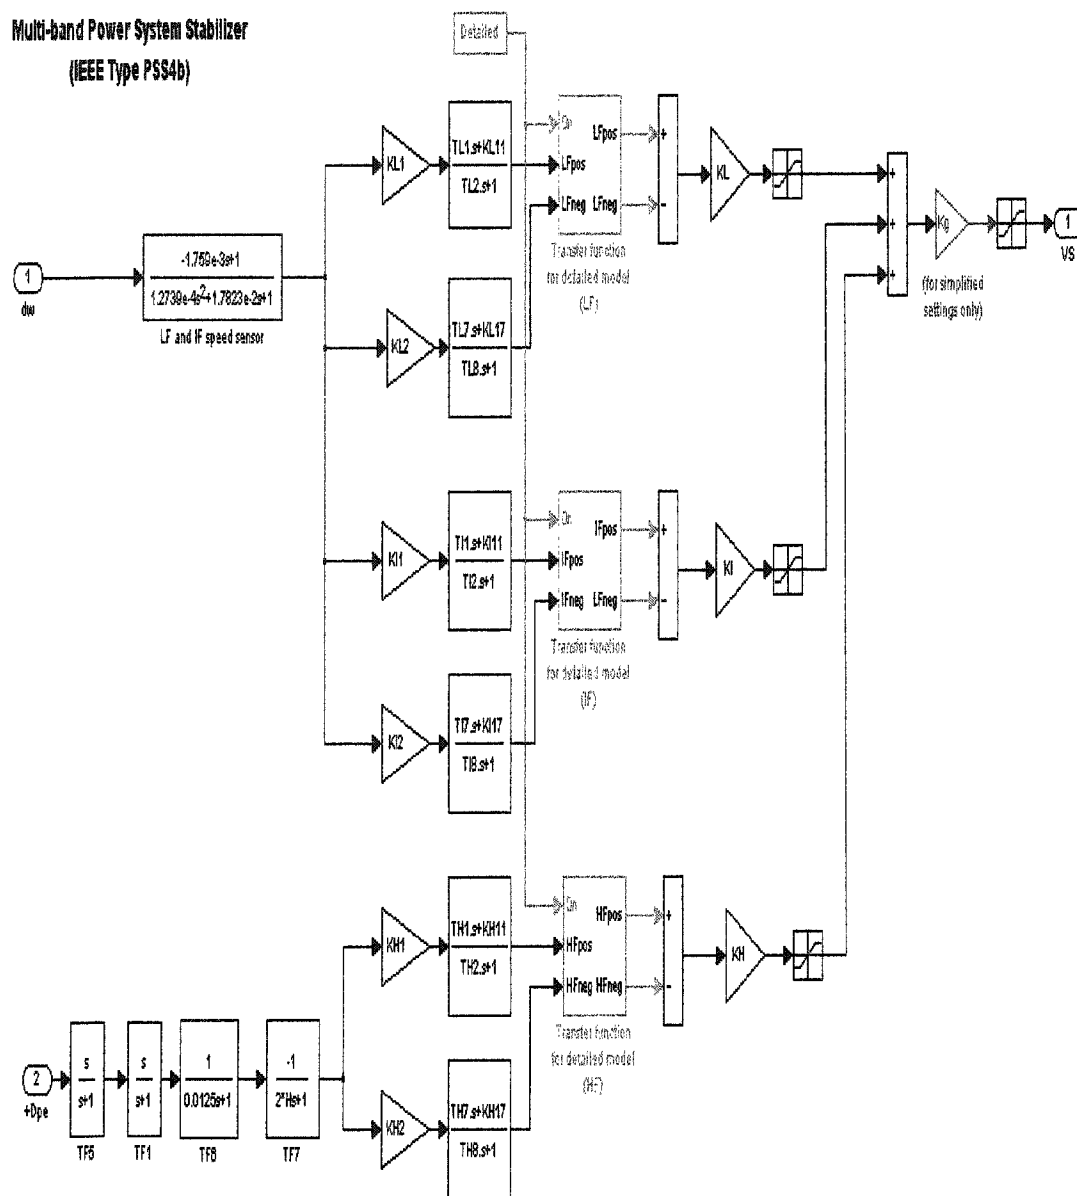 Multi-band Power System Stabilizer
(IEEE Type PSS4b)
Detailed
KL1
TL1.s+KL11
TL2.s+1
On
LFpos
LFneg
LFpos
LFneg
Transfer function
for detailed model
(LF)
+
-
KL
+
+
+
Kg
(for simplified
settings only)
1
VS
1
dw
-1.759e-3s+1
1.2739e-4s²+1.7823e-2s+1
LF and IF speed sensor
KL2
TL7.s+KL17
TL8.s+1
KI1
TI1.s+KI11
TI2.s+1
On
IFpos
IFneg
IFpos
LFneg
Transfer function
for detailed model
(IF)
+
-
KI
KI2
TI7.s+KI17
TI8.s+1
KH1
TH1.s+KH11
TH2.s+1
On
HFpos
HFneg
HFpos
HFneg
Transfer function
for detailed model
(HF)
+
-
KH
2
+Dpe
s
s+1
TF5
s
s+1
TF1
1
0.0125s+1
TF6
-1
2*Hs+1
TF7
KH2
TH7.s+KH17
TH8.s+1